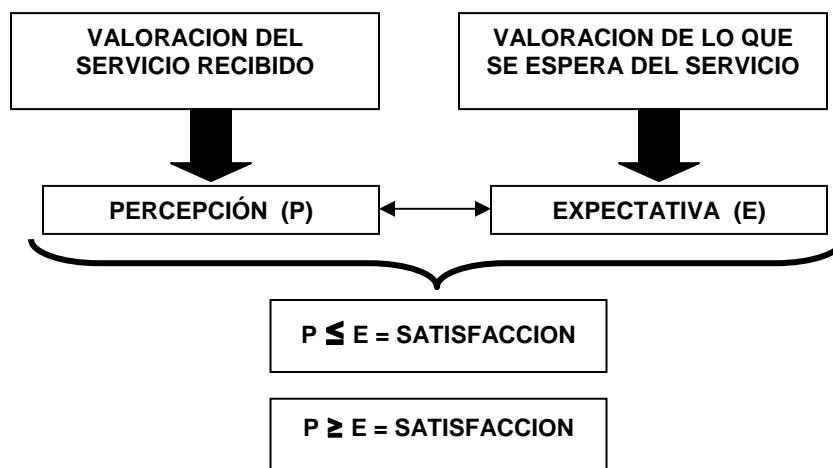 VALORACION DEL
SERVICIO RECIBIDO
VALORACION DE LO QUE
SE ESPERA DEL SERVICIO
PERCEPCIÓN (P)
EXPECTATIVA (E)
P ≤ E = SATISFACCION
P ≥ E = SATISFACCION